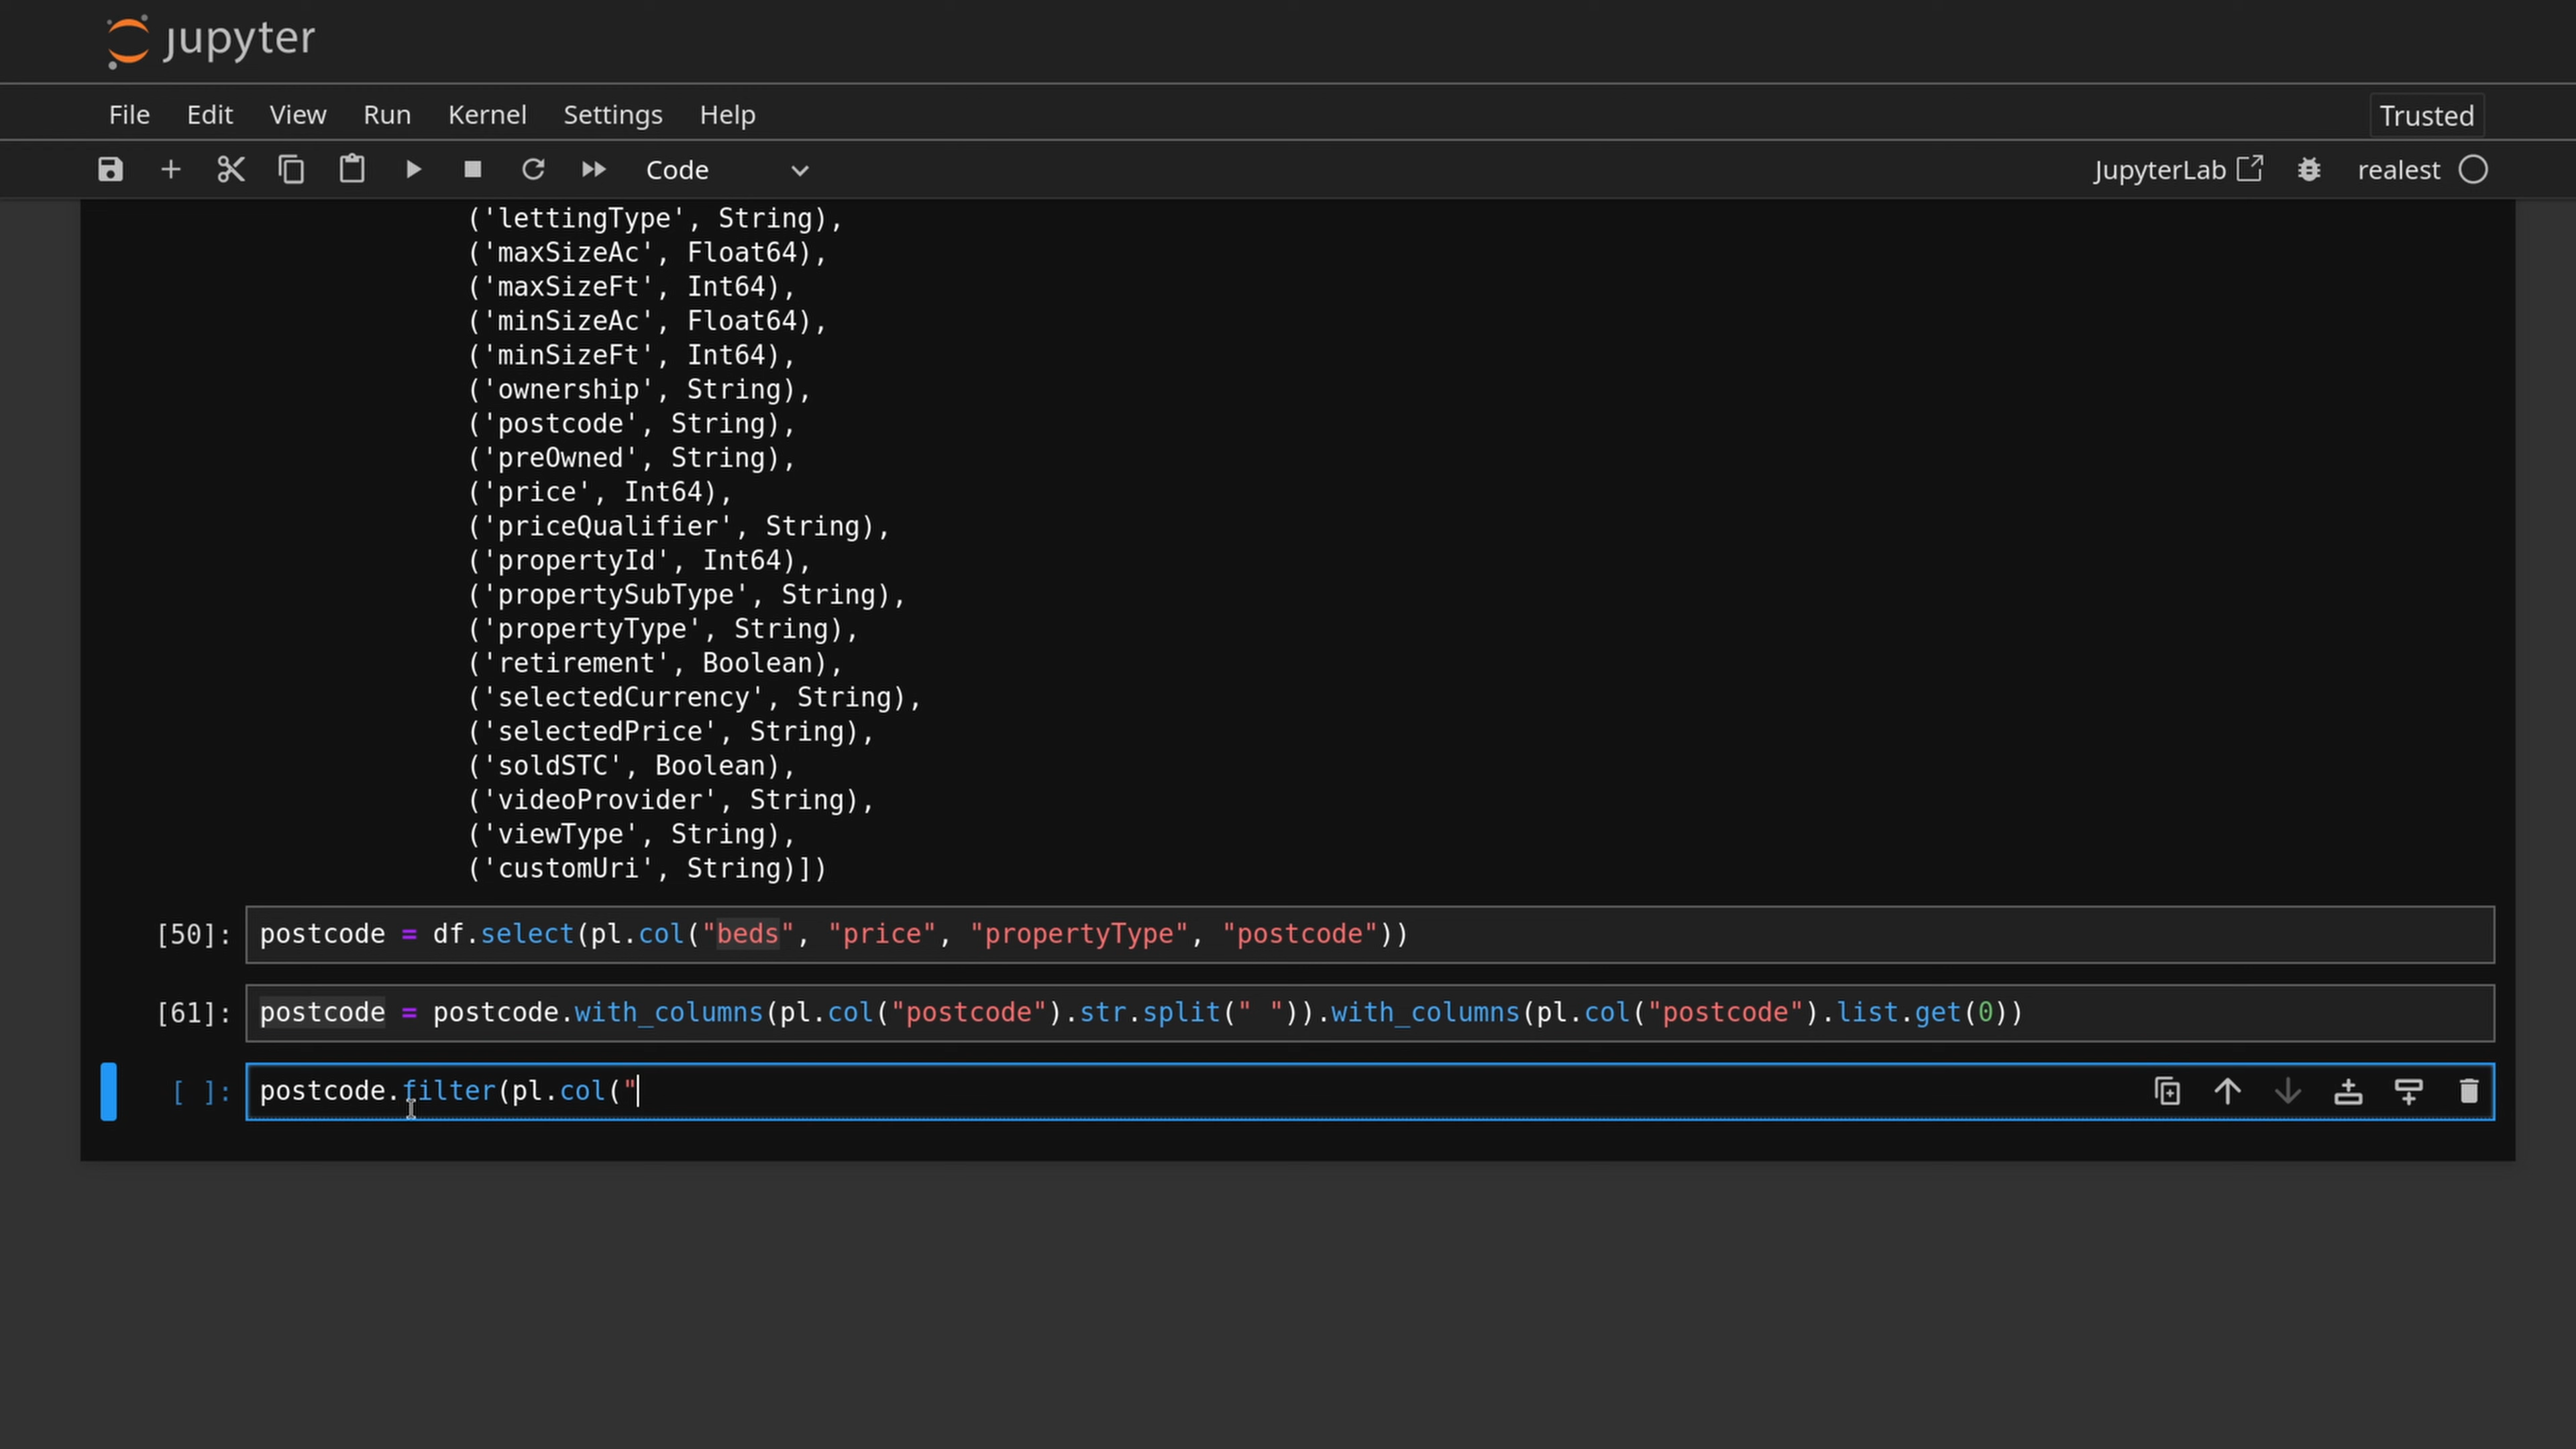 jupyter
File Edit View Run Kernel Settings Help Trusted
Code JupyterLab realest
('lettingType', String),
('maxSizeAc', Float64),
('maxSizeFt', Int64),
('minSizeAc', Float64),
('minSizeFt', Int64),
('ownership', String),
('postcode', String),
('preOwned', String),
('price', Int64),
('priceQualifier', String),
('propertyId', Int64),
('propertySubType', String),
('propertyType', String),
('retirement', Boolean),
('selectedCurrency', String),
('selectedPrice', String),
('soldSTC', Boolean),
('videoProvider', String),
('viewType', String),
('customUri', String)])
[50]: postcode = df.select(pl.col("beds", "price", "propertyType", "postcode"))
[61]: postcode = postcode.with_columns(pl.col("postcode").str.split(" ")).with_columns(pl.col("postcode").list.get(0))
[ ]: postcode.filter(pl.col("